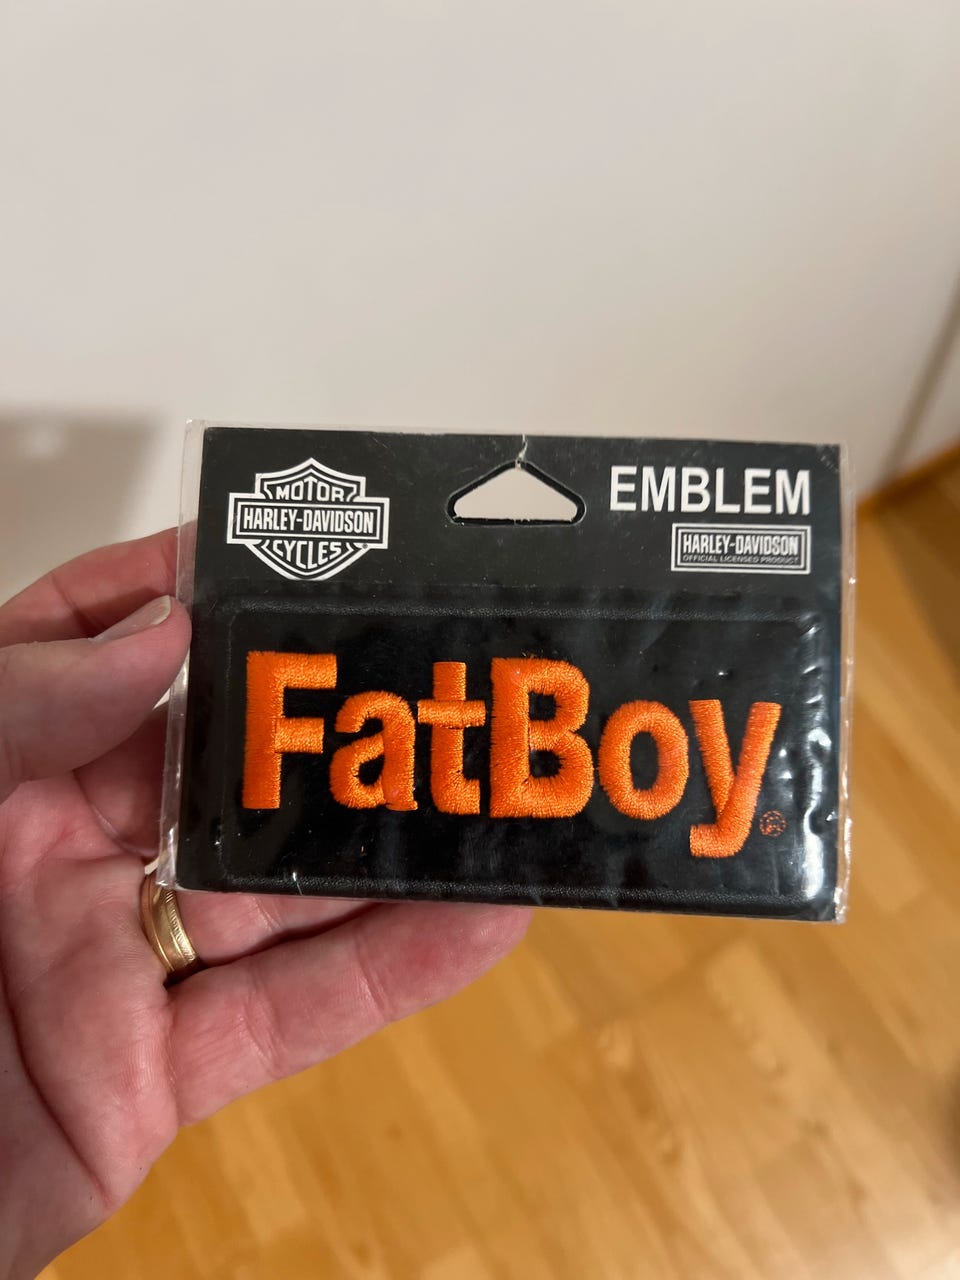 MOTOR
HARLEY-DAVIDSON
CYCLES
EMBLEM
HARLEY-DAVIDSON
OFFICIAL LICENSED PRODUCT
FatBoy®